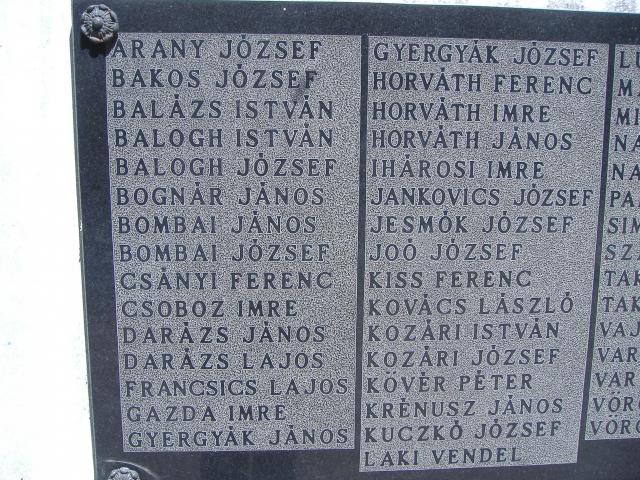 ARANY JÓZSEF
BAKOS JÓZSEF
BALÁZS ISTVÁN
BALOGH ISTVÁN
BALOGH JÓZSEF
BOGNÁR JÁNOS
BOMBAI JÁNOS
BOMBAI JÓZSEF
CSÁNYI FERENC
CSOBOZ IMRE
DARÁZS JÁNOS
DARÁZS LAJOS
FRANCSICS LAJOS
GAZDA IMRE
GYERGYÁK JÁNOS
GYERGYÁK JÓZSEF
HORVÁTH FERENC
HORVÁTH IMRE
HORVÁTH JÁNOS
IHÁROSI IMRE
JANKOVICS JÓZSEF
JESMÓK JÓZSEF
JOÓ JÓZSEF
KISS FERENC
KOVÁCS LÁSZLÓ
KOZÁRI ISTVÁN
KOZÁRI JÓZSEF
KÖVÉR PÉTER
KRÉNUSZ JÁNOS
KUCZKÓ JÓZSEF
LAKI VENDEL